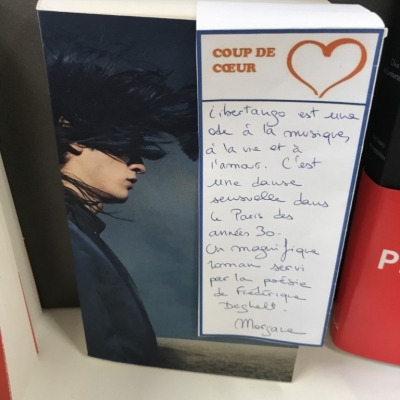 COUP DE
CŒUR
Libertango est une
ode à la musique,
à la vie et à
l'amour. C'est
une danse
sensuelle dans
le Paris des
années 30.
Un magnifique
roman servi
par la poésie
de Frédérique
Deghelt.
Morgane
P